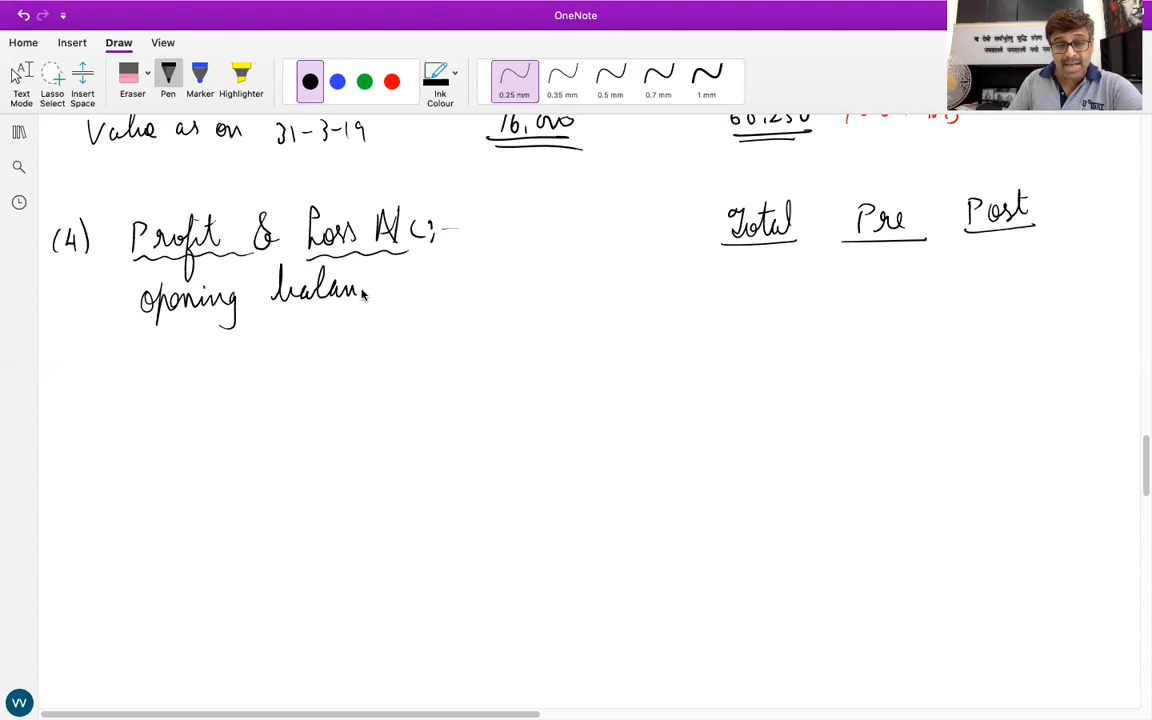 OneNote
Home Insert Draw View
Text Mode
Lasso Select
Insert Space
Eraser
Pen
Marker
Highlighter
Ink Colour
0.25 mm
0.35 mm
0.5 mm
0.7 mm
1 mm
Value as on 31-3-19 16,000
(4) Profit & Loss A/c:- Total Pre Post
opening balan
VV